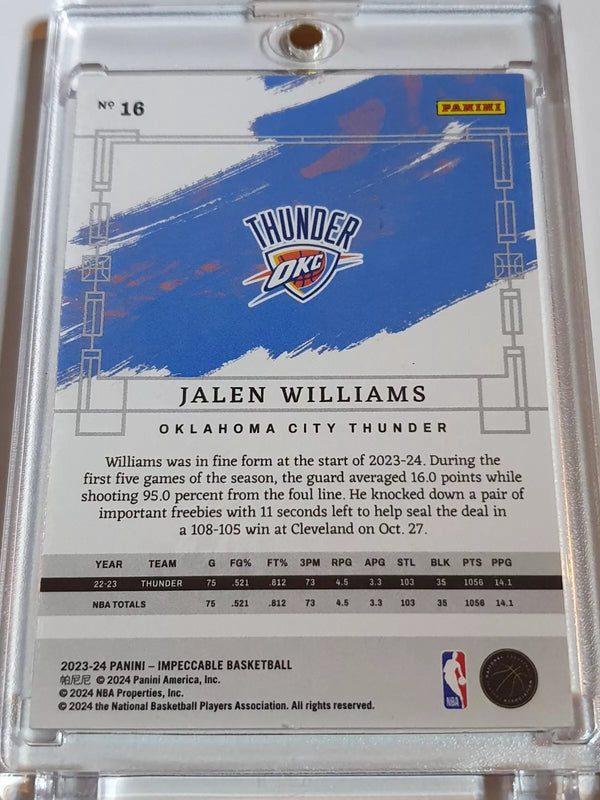 Nº 16
PANINI
THUNDER
OKC
JALEN WILLIAMS
OKLAHOMA CITY THUNDER
Williams was in fine form at the start of 2023-24. During the
first five games of the season, the guard averaged 16.0 points while
shooting 95.0 percent from the foul line. He knocked down a pair of
important freebies with 11 seconds left to help seal the deal in
a 108-105 win at Cleveland on Oct. 27.
YEAR TEAM G FG% FT% 3PM RPG APG STL BLK PTS PPG
22-23 THUNDER 75 .521 .812 73 4.5 3.3 103 35 1056 14.1
NBA TOTALS 75 .521 .812 73 4.5 3.3 103 35 1056 14.1
2023-24 PANINI – IMPECCABLE BASKETBALL
帕尼尼 © 2024 Panini America, Inc.
© 2024 NBA Properties, Inc.
© 2024 the National Basketball Players Association. All rights reserved.
NBA